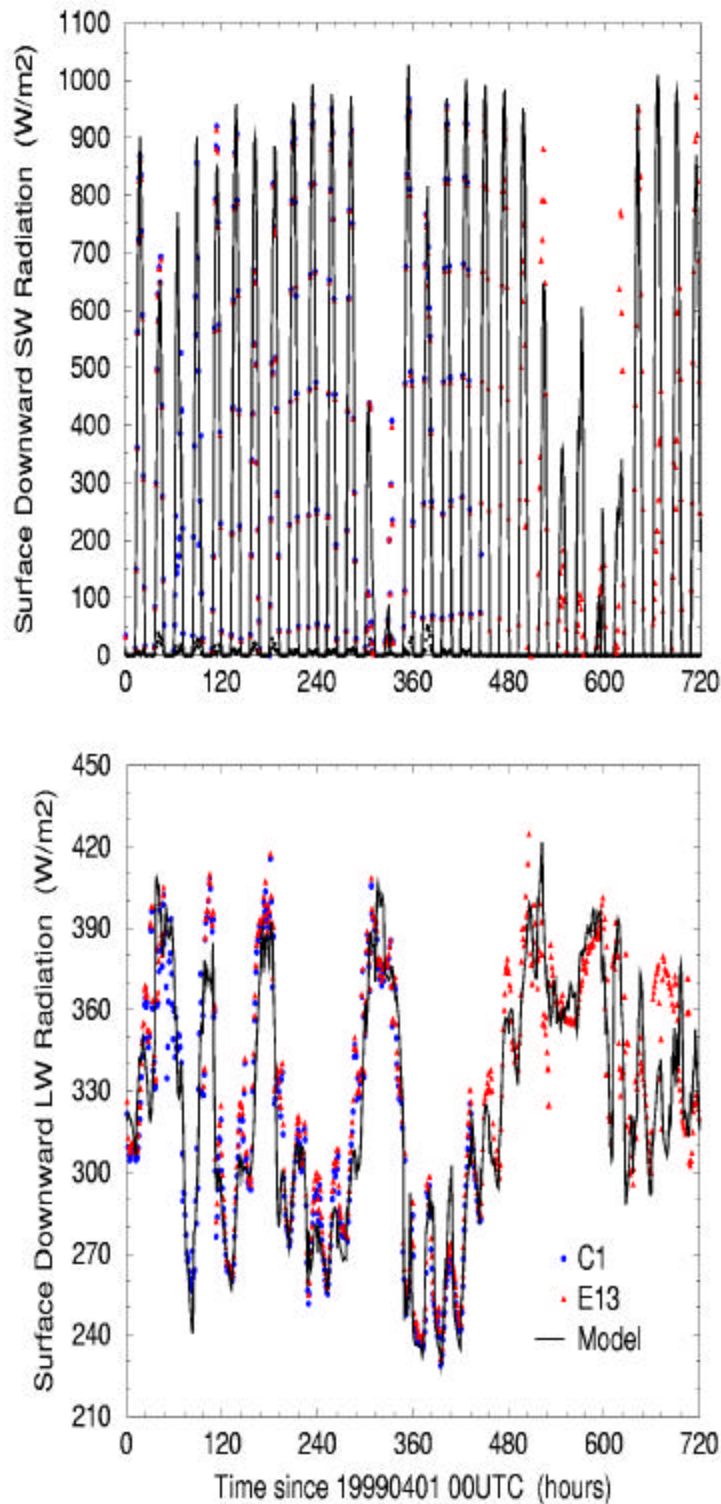 Surface Downward SW Radiation (W/m2)
1100
1000
900
800
700
600
500
400
300
200
100
0
0 120 240 360 480 600 720
Surface Downward LW Radiation (W/m2)
450
420
390
360
330
300
270
240
210
C1
E13
Model
0 120 240 360 480 600 720
Time since 19990401 00UTC (hours)